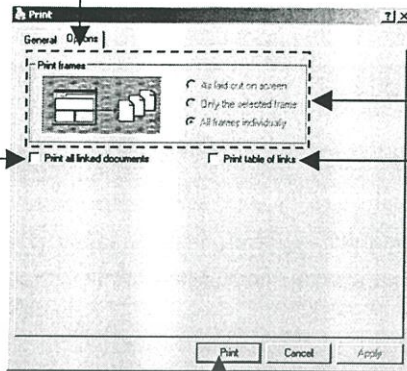 Print
General Options
Print frames
As laid out on screen
Only the selected frame
All frames individually
Print all linked documents
Print table of links
Print Cancel Apply